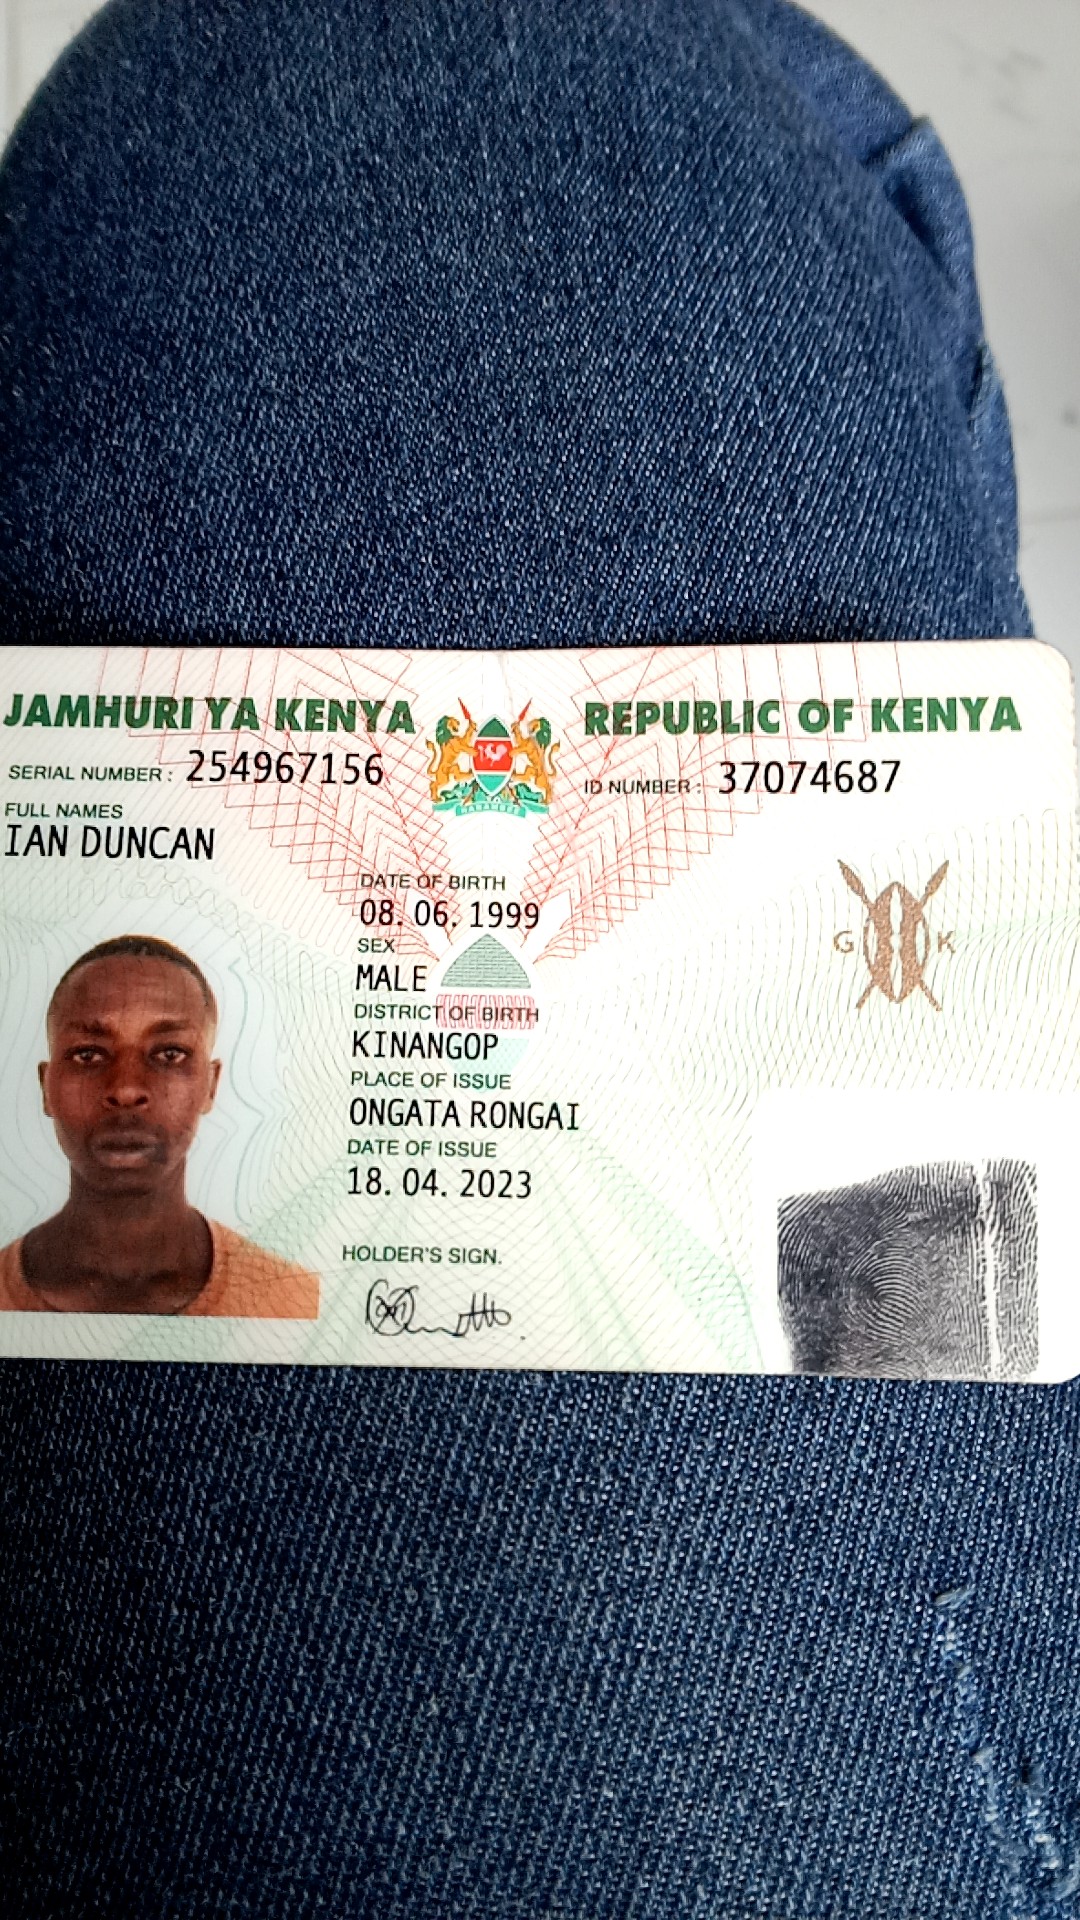 JAMHURI YA KENYA
REPUBLIC OF KENYA
SERIAL NUMBER: 254967156
ID NUMBER: 37074687
FULL NAMES
IAN DUNCAN
DATE OF BIRTH
08. 06. 1999
SEX
MALE
DISTRICT OF BIRTH
KINANGOP
PLACE OF ISSUE
ONGATA RONGAI
DATE OF ISSUE
18. 04. 2023
HOLDER'S SIGN.
G K
HARAMBEE